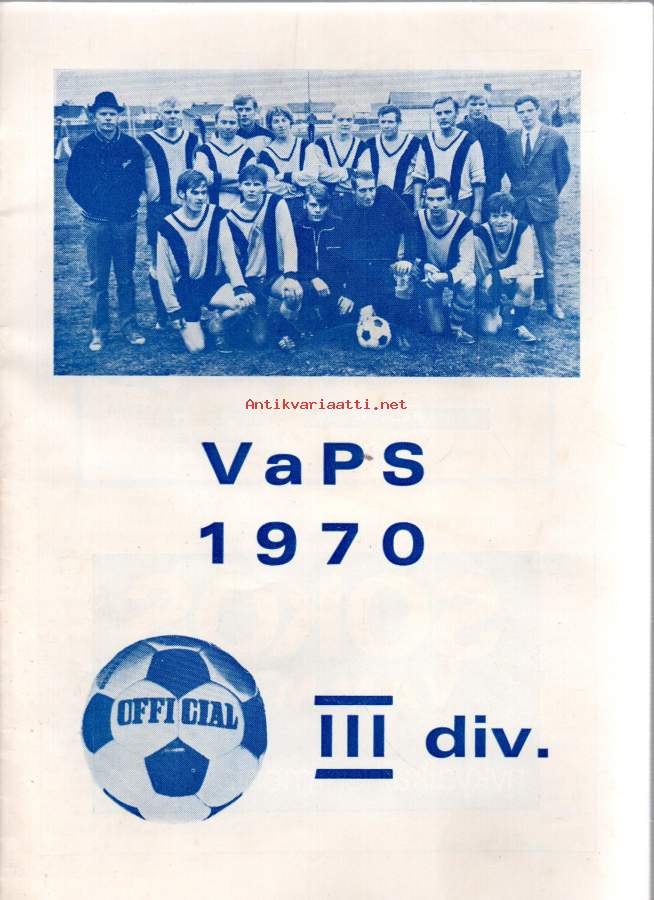 Antikvariaatti.net
VaPS
1970
OFFICIAL
III div.